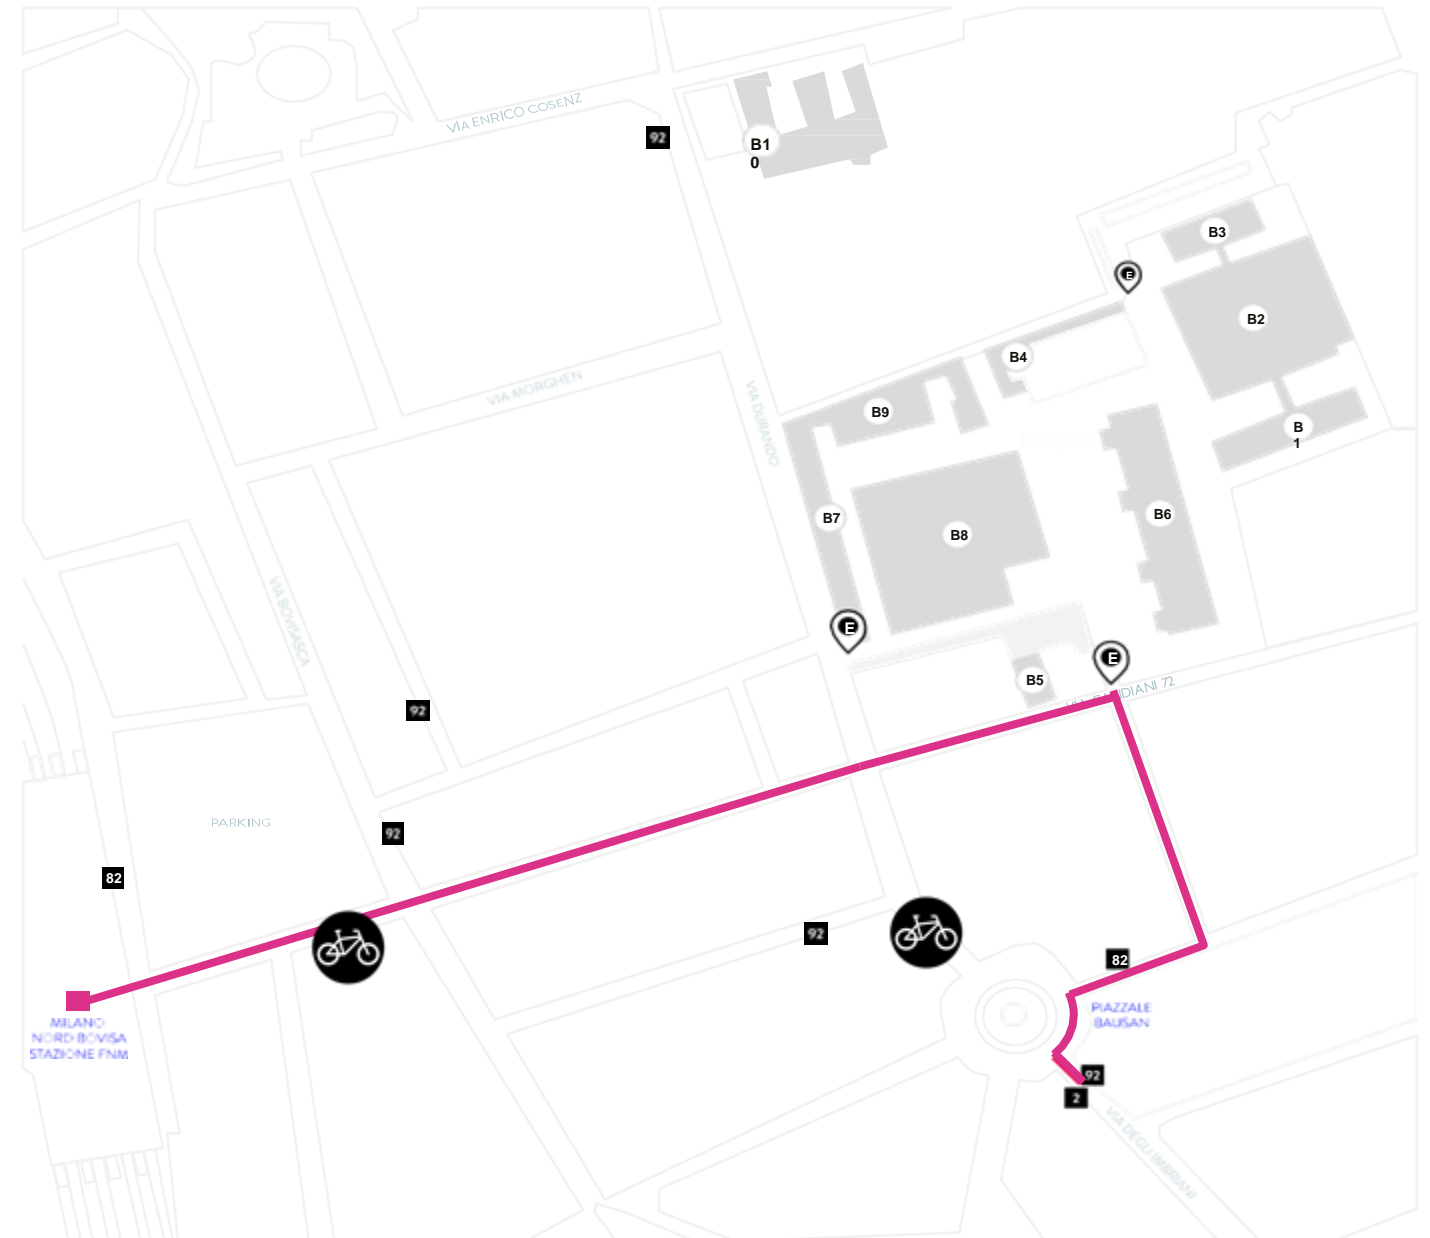 VIA ENRICO COSENZ
92
B1
0
B3
E
B2
B4
VIA MORGHEN
VIA DURANDO
B9
B
1
B7
B8
B6
VIA BOVISASCA
E
E
B5
DIANI 72
92
PARKING
92
82
92
82
MILANO
NORD BOVISA
STAZIONE FNM
PIAZZALE
BAUSAN
92
2
VIA DEGLI IMBRIANI